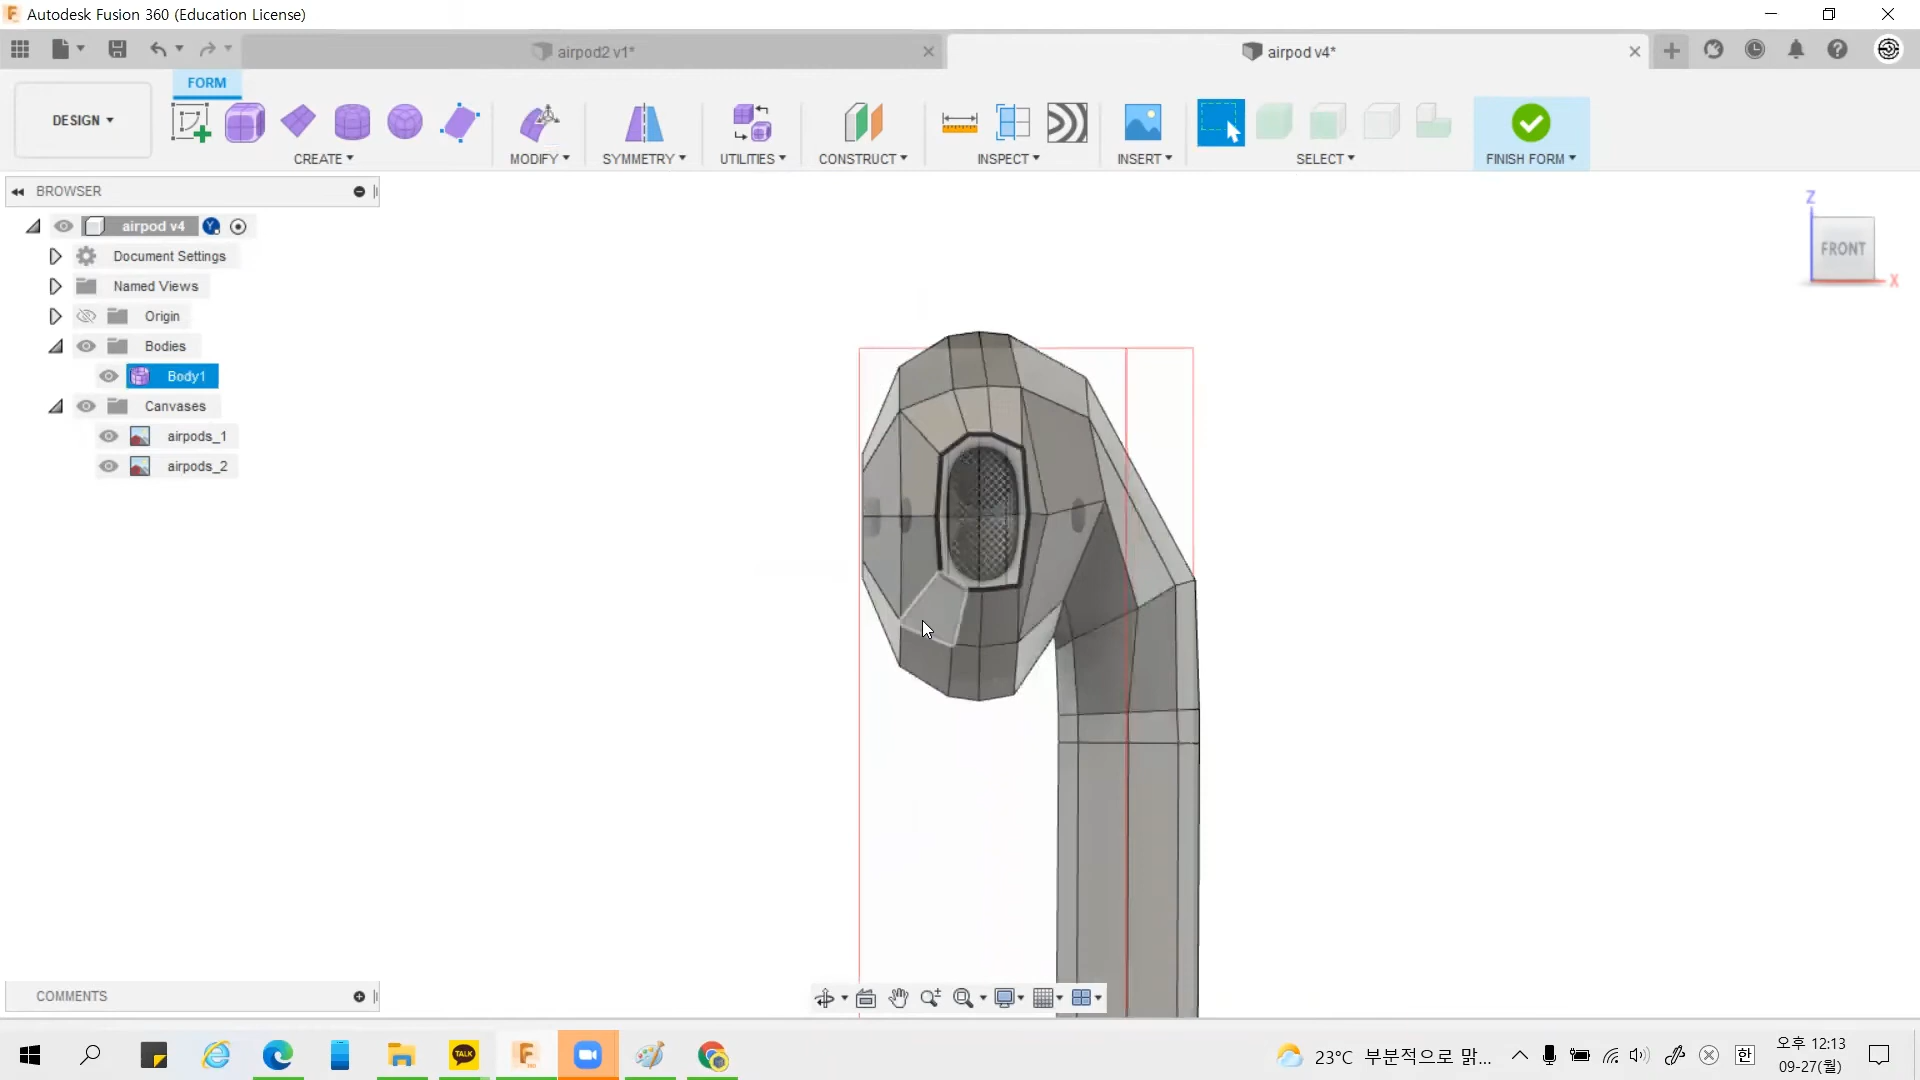 Autodesk Fusion 360 (Education License)
airpod2 v1*
airpod v4*
FORM
DESIGN
CREATE
MODIFY
SYMMETRY
UTILITIES
CONSTRUCT
INSPECT
INSERT
SELECT
FINISH FORM
BROWSER
airpod v4
Document Settings
Named Views
Origin
Bodies
Body1
Canvases
airpods_1
airpods_2
Z
FRONT
X
COMMENTS
TALK
23°C 부분적으로 맑...
한
오후 12:13
09-27(월)